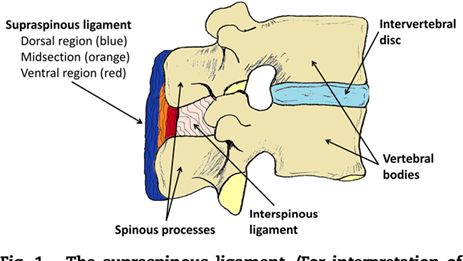 Supraspinous ligament
Dorsal region (blue)
Midsection (orange)
Ventral region (red)
Intervertebral
disc
Vertebral
bodies
Interspinous
ligament
Spinous processes
Fig. 1 – The supraspinous ligament. (For interpretation of